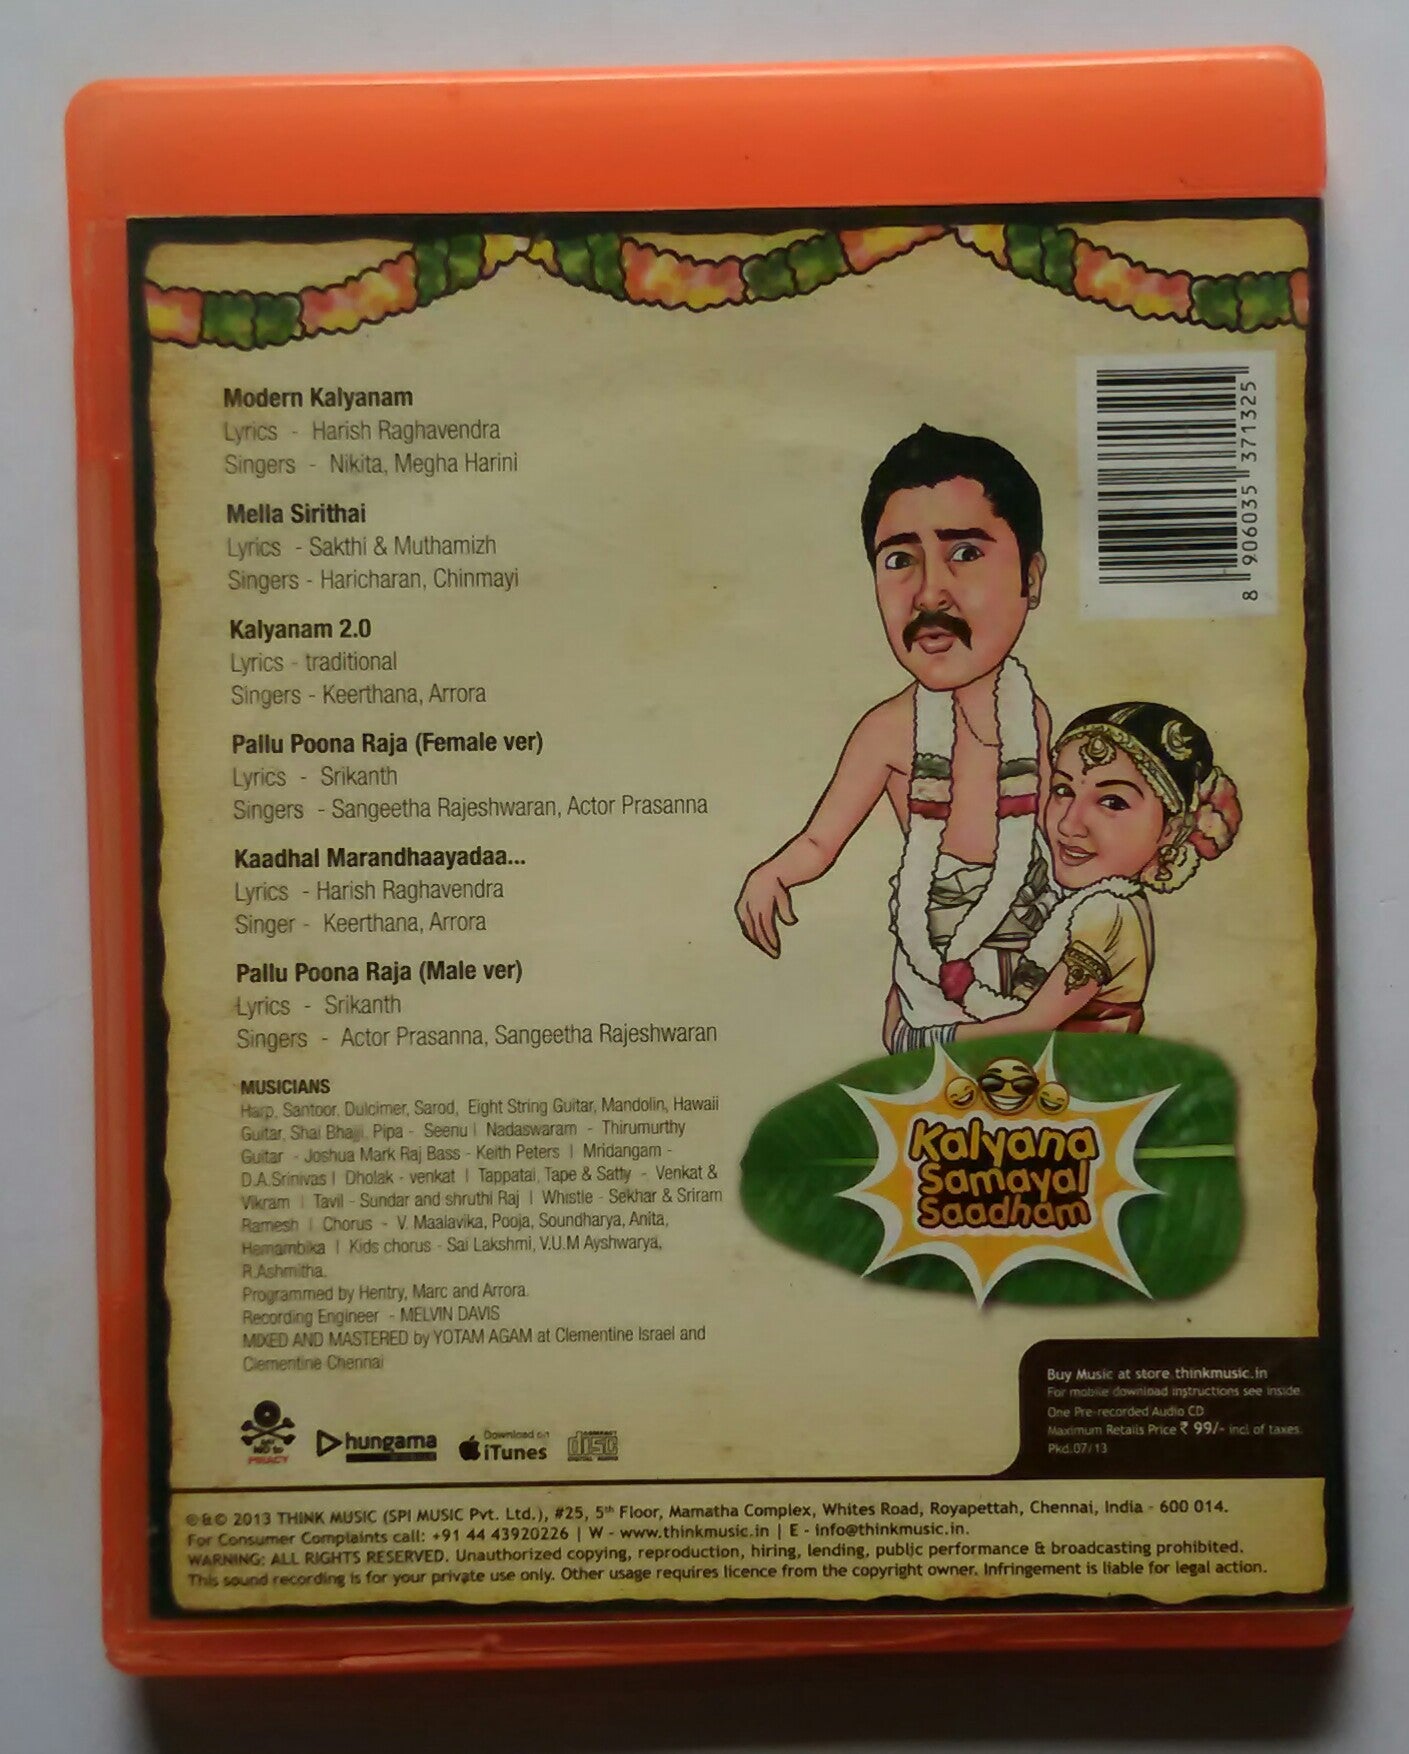 Modern Kalyanam
Lyrics - Harish Raghavendra
Singers - Nikita, Megha Harini
Mella Sirithai
Lyrics - Sakthi & Muthamizh
Singers - Haricharan, Chinmayi
Kalyanam 2.0
Lyrics - traditional
Singers - Keerthana, Arrora
Pallu Poona Raja (Female ver)
Lyrics - Srikanth
Singers - Sangeetha Rajeshwaran, Actor Prasanna
Kaadhal Marandhaayadaa...
Lyrics - Harish Raghavendra
Singer - Keerthana, Arrora
Pallu Poona Raja (Male ver)
Lyrics - Srikanth
Singers - Actor Prasanna, Sangeetha Rajeshwaran
MUSICIANS
Harp, Santoor, Dulcimer, Sarod, Eight String Guitar, Mandolin, Hawaii
Guitar, Shai Bhajji, Pipa - Seenu | Nadaswaram - Thirumurthy
Guitar - Joshua Mark Raj Bass - Keith Peters | Mridangam -
D.A.Srinivas | Dholak - venkat | Tappatai, Tape & Satty - Venkat &
Vikram | Tavil - Sundar and shruthi Raj | Whistle - Sekhar & Sriram
Ramesh | Chorus - V. Maalavika, Pooja, Soundharya, Anita,
Hemambika | Kids chorus - Sai Lakshmi, V.U.M Ayshwarya,
R.Ashmitha.
Programmed by Hentry, Marc and Arrora.
Recording Engineer - MELVIN DAVIS
MIXED AND MASTERED by YOTAM AGAM at Clementine Israel and
Clementine Chennai
8 906035 371325
Kalyana
Samayal
Saadham
Buy Music at store.thinkmusic.in
For mobile download instructions see inside.
One Pre-recorded Audio CD
Maximum Retails Price ₹ 99/- incl of taxes.
Pkd.07/13
SAY
NO to
PIRACY
hungama
Download on
iTunes
COMPACT
disc
DIGITAL AUDIO
℗&© 2013 THINK MUSIC (SPI MUSIC Pvt. Ltd.), #25, 5th Floor, Mamatha Complex, Whites Road, Royapettah, Chennai, India - 600 014.
For Consumer Complaints call: +91 44 43920226 | W - www.thinkmusic.in | E - info@thinkmusic.in.
WARNING: ALL RIGHTS RESERVED. Unauthorized copying, reproduction, hiring, lending, public performance & broadcasting prohibited.
This sound recording is for your private use only. Other usage requires licence from the copyright owner. Infringement is liable for legal action.